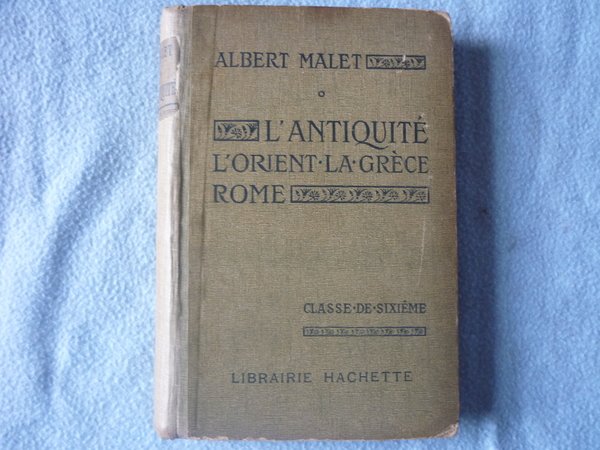 ALBERT MALET
L'ANTIQUITÉ
L'ORIENT·LA·GRÈCE
ROME
CLASSE·DE·SIXIÈME
LIBRAIRIE HACHETTE